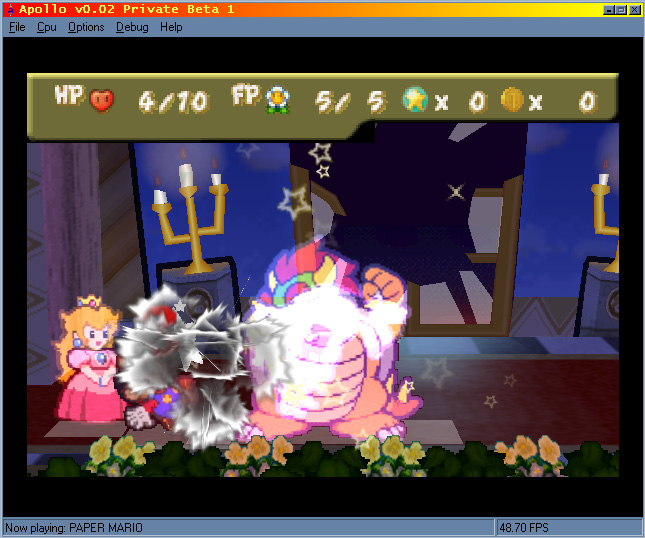 Apollo v0.02 Private Beta 1
File Cpu Options Debug Help
HP 4/10 FP 5/ 5 x 0 x 0
Now playing: PAPER MARIO 48.70 FPS